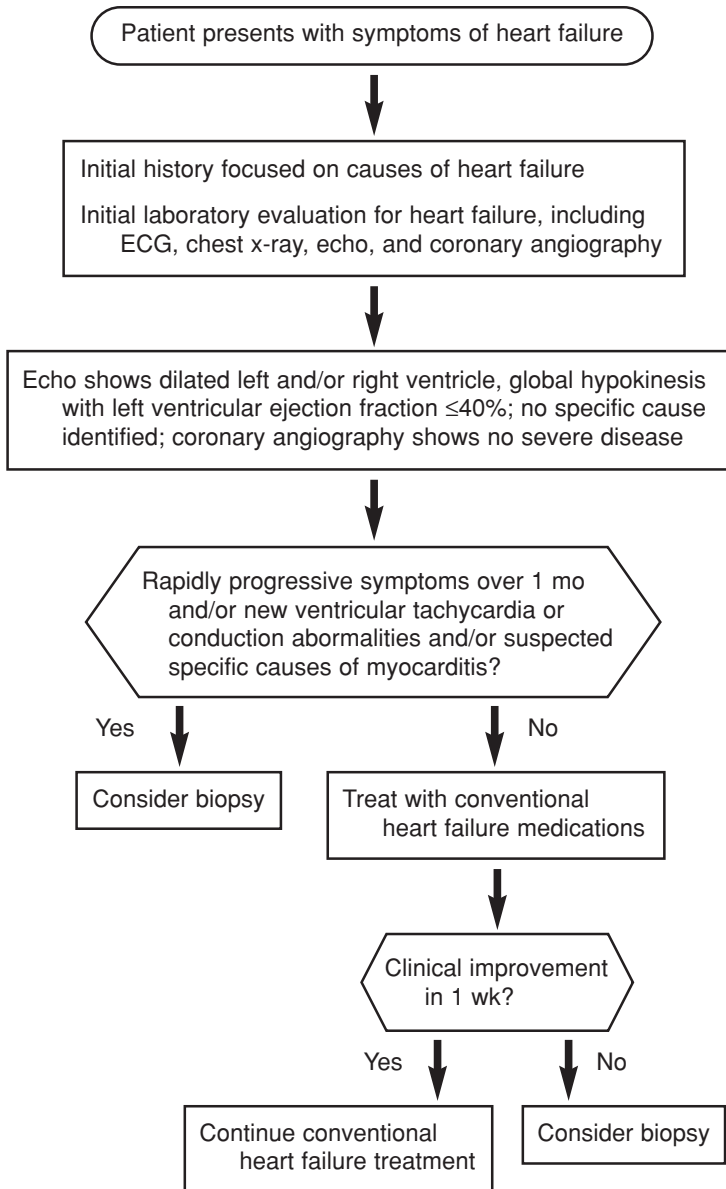 Patient presents with symptoms of heart failure
Initial history focused on causes of heart failure
Initial laboratory evaluation for heart failure, including
ECG, chest x-ray, echo, and coronary angiography
Echo shows dilated left and/or right ventricle, global hypokinesis
with left ventricular ejection fraction ≤40%; no specific cause
identified; coronary angiography shows no severe disease
Rapidly progressive symptoms over 1 mo
and/or new ventricular tachycardia or
conduction abormalities and/or suspected
specific causes of myocarditis?
Yes
No
Consider biopsy
Treat with conventional
heart failure medications
Clinical improvement
in 1 wk?
Yes
No
Continue conventional
heart failure treatment
Consider biopsy